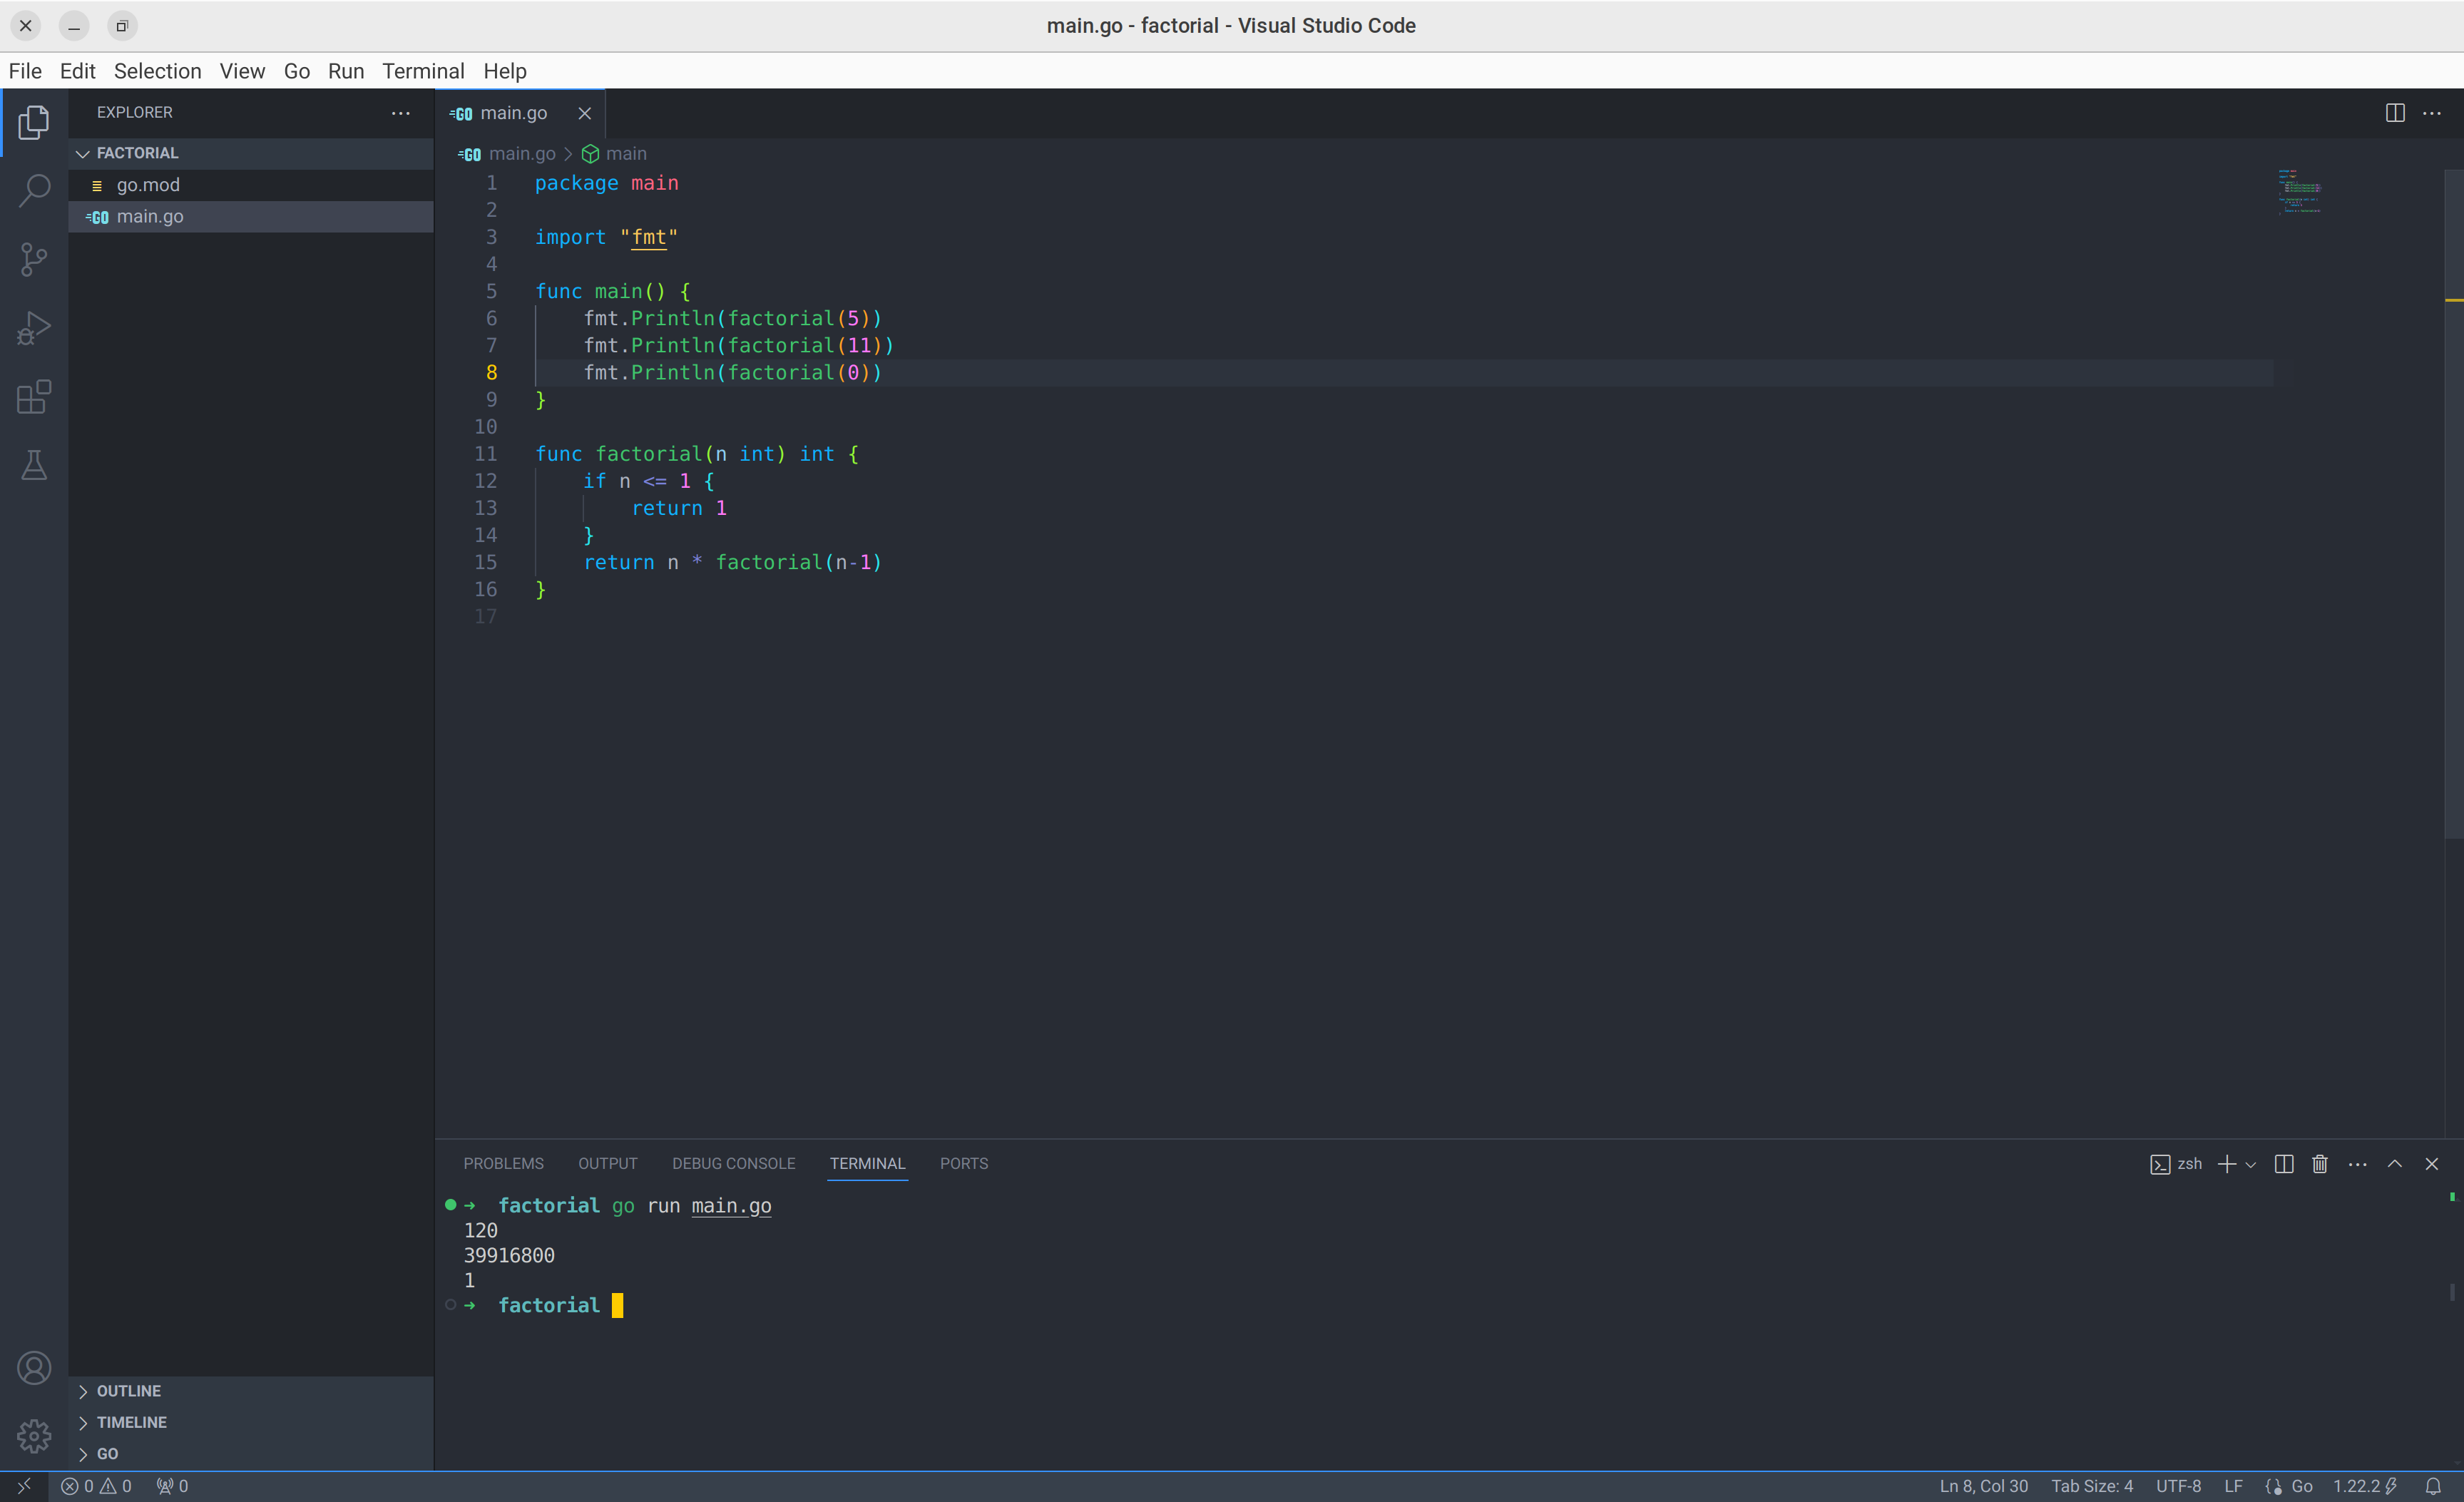 main.go - factorial - Visual Studio Code
File Edit Selection View Go Run Terminal Help
EXPLORER
FACTORIAL
go.mod
GO main.go
GO main.go
GO main.go > main
1 package main
2
3 import "fmt"
4
5 func main() {
6     fmt.Println(factorial(5))
7     fmt.Println(factorial(11))
8     fmt.Println(factorial(0))
9 }
10
11 func factorial(n int) int {
12     if n <= 1 {
13         return 1
14     }
15     return n * factorial(n-1)
16 }
17
PROBLEMS OUTPUT DEBUG CONSOLE TERMINAL PORTS
zsh
➜ factorial go run main.go
120
39916800
1
➜ factorial
OUTLINE
TIMELINE
GO
0 0 0
Ln 8, Col 30 Tab Size: 4 UTF-8 LF Go 1.22.2